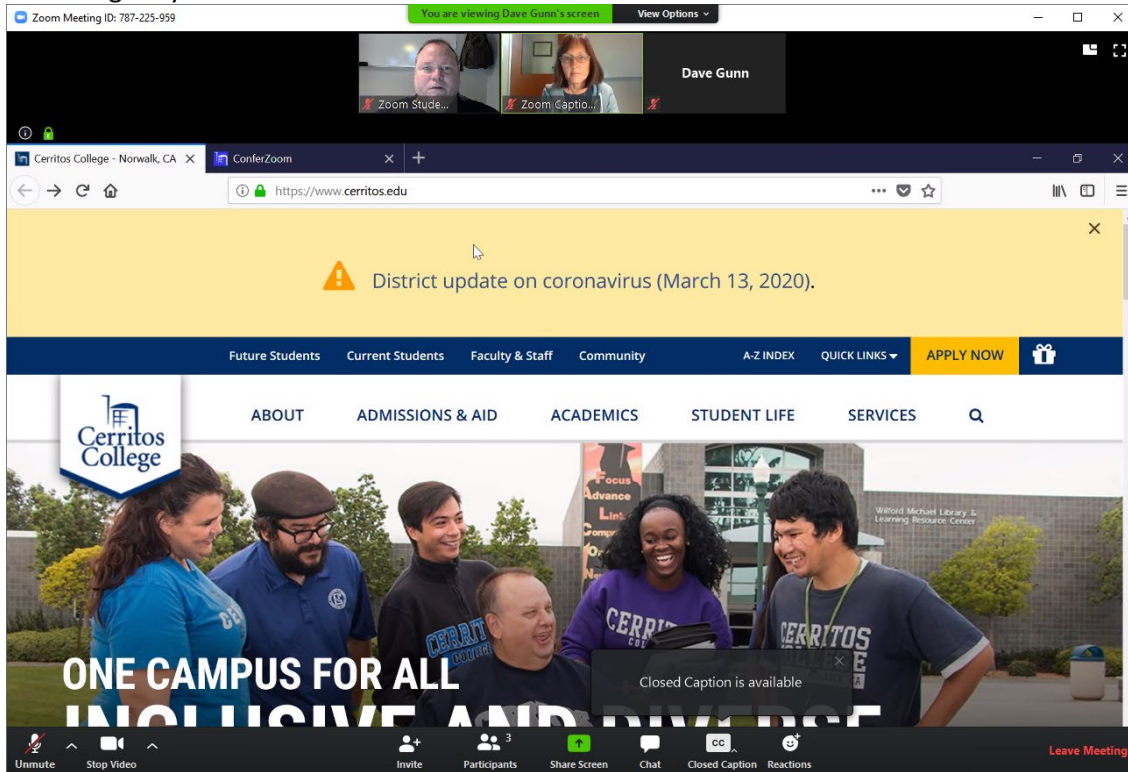 Zoom Meeting ID: 787-225-959
You are viewing Dave Gunn's screen
View Options
Zoom Stude...
Zoom Captio...
Dave Gunn
Cerritos College - Norwalk, CA
ConferZoom
https://www.cerritos.edu
District update on coronavirus (March 13, 2020).
Future Students Current Students Faculty & Staff Community A-Z INDEX QUICK LINKS APPLY NOW
Cerritos
College
ABOUT ADMISSIONS & AID ACADEMICS STUDENT LIFE SERVICES
Focus
Advance
Link
Wilford Michael Library &
Learning Resource Center
CERRITOS
COLLEGE
ONE CAMPUS FOR ALL
INCLUSIVE AND DIVERSE
Closed Caption is available
Unmute
Stop Video
Invite
3
Participants
Share Screen
Chat
CC
Closed Caption
Reactions
Leave Meeting